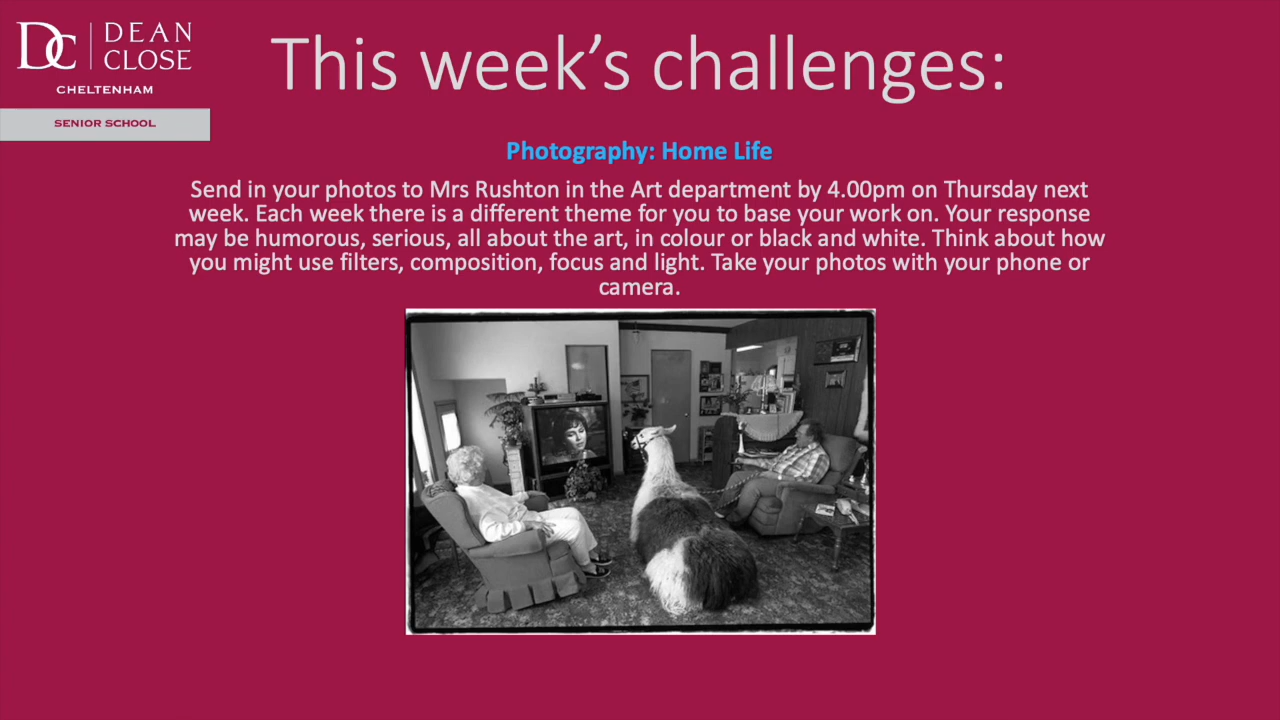 DC
DEAN
CLOSE
CHELTENHAM
SENIOR SCHOOL
This week’s challenges:
Photography: Home Life
Send in your photos to Mrs Rushton in the Art department by 4.00pm on Thursday next
week. Each week there is a different theme for you to base your work on. Your response
may be humorous, serious, all about the art, in colour or black and white. Think about how
you might use filters, composition, focus and light. Take your photos with your phone or
camera.